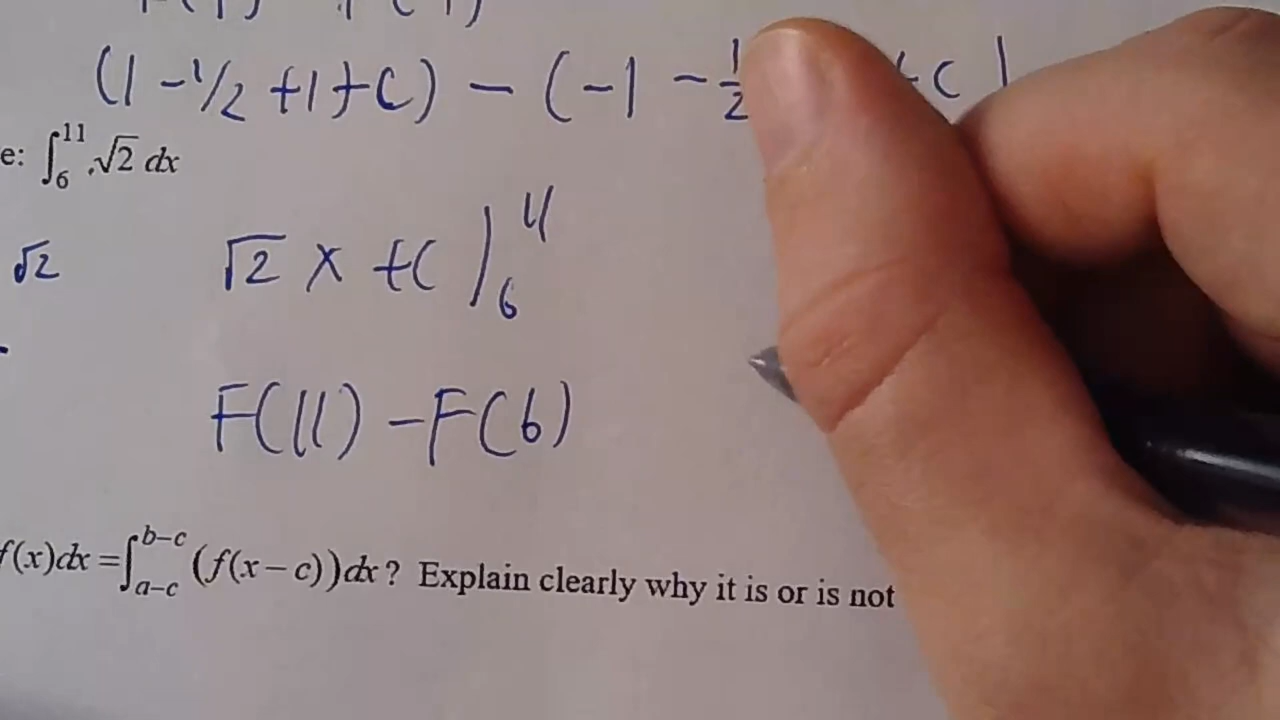 (1 - 1/2 + 1 + C) - (-1 - 1/2 + C)
e: ∫₆¹¹ √2 dx
√2 √2 x + C |₆¹¹
F(11) - F(6)
f(x)dx = ∫_{a-c}^{b-c} (f(x-c))dx? Explain clearly why it is or is not